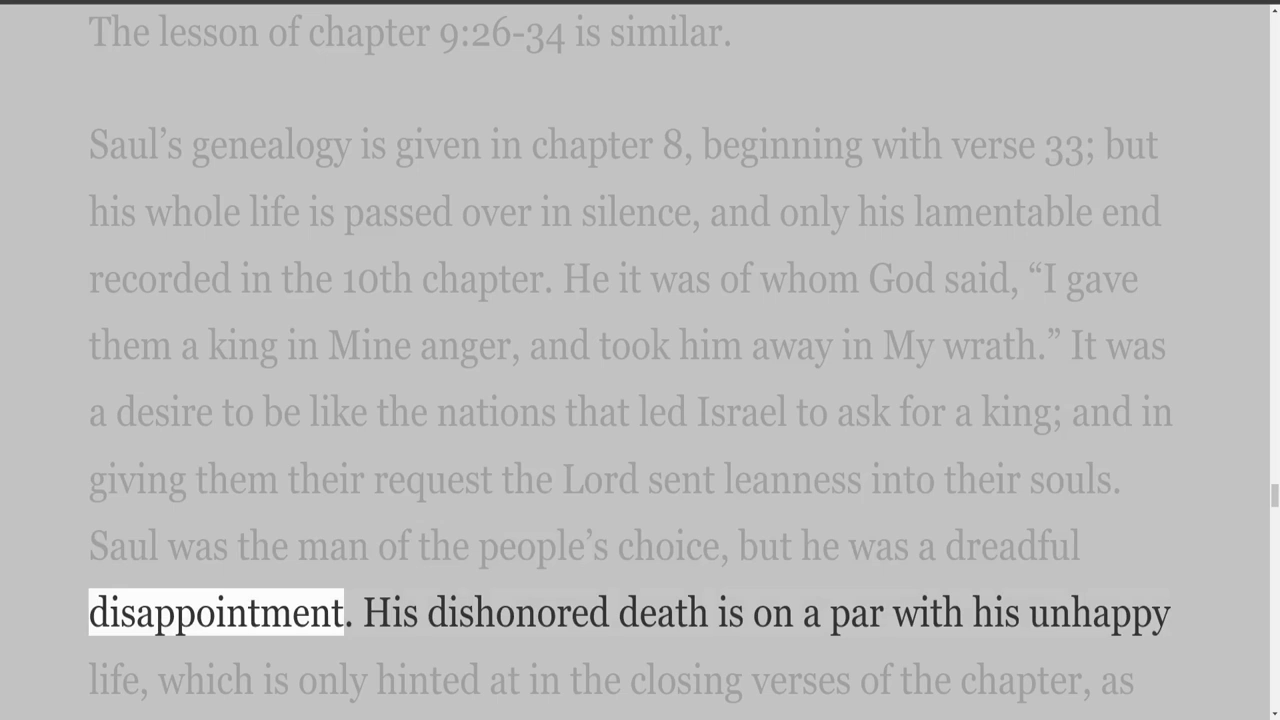 The lesson of chapter 9:26-34 is similar.
Saul’s genealogy is given in chapter 8, beginning with verse 33; but
his whole life is passed over in silence, and only his lamentable end
recorded in the 10th chapter. He it was of whom God said, “I gave
them a king in Mine anger, and took him away in My wrath.” It was
a desire to be like the nations that led Israel to ask for a king; and in
giving them their request the Lord sent leanness into their souls.
Saul was the man of the people’s choice, but he was a dreadful
disappointment. His dishonored death is on a par with his unhappy
life, which is only hinted at in the closing verses of the chapter, as